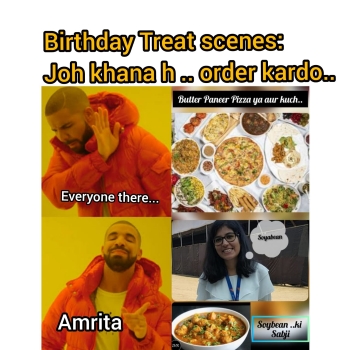 Birthday Treat scenes:
Joh khana h .. order kardo..
Butter Paneer Pizza ya aur kuch..
Everyone there...
Soyabean
Amrita
Soybean ..ki
Sabji